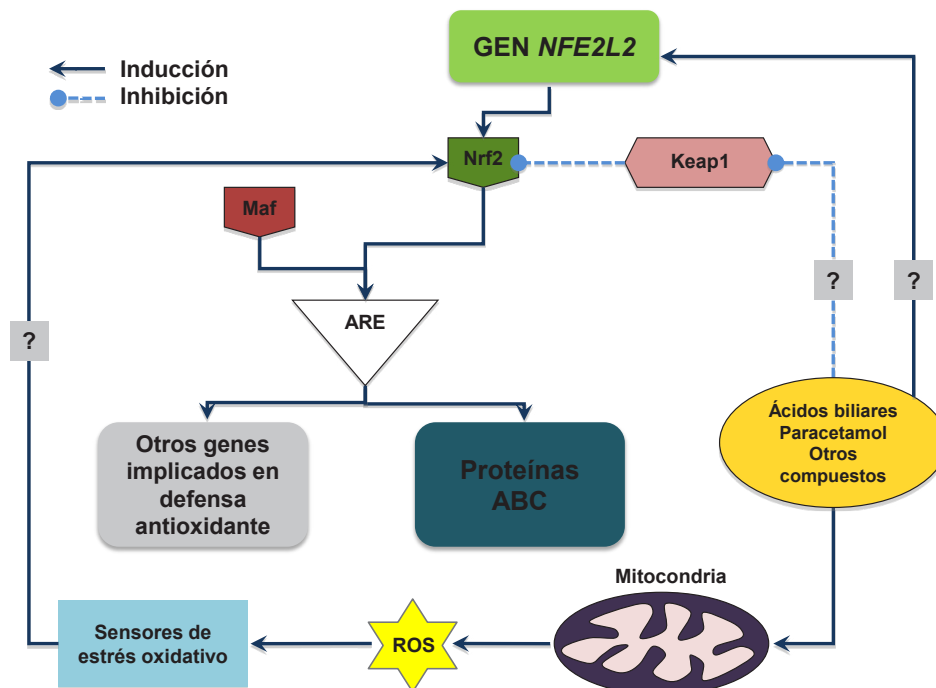 GEN NFE2L2
Inducción
Inhibición
Nrf2
Keap1
Maf
?
?
ARE
?
Ácidos biliares
Paracetamol
Otros
compuestos
Otros genes
implicados en
defensa
antioxidante
Proteínas
ABC
Mitocondria
Sensores de
estrés oxidativo
ROS